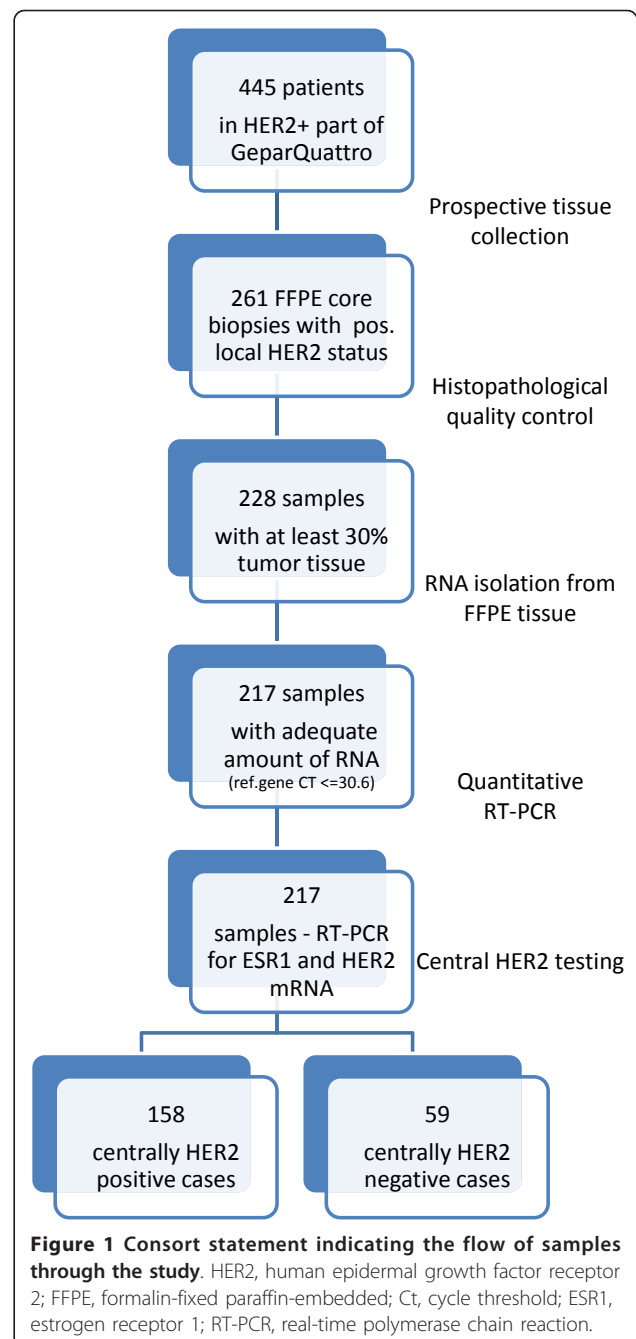 445 patients
in HER2+ part of
GeparQuattro
Prospective tissue
collection
261 FFPE core
biopsies with pos.
local HER2 status
Histopathological
quality control
228 samples
with at least 30%
tumor tissue
RNA isolation from
FFPE tissue
217 samples
with adequate
amount of RNA
(ref.gene CT <=30.6)
Quantitative
RT-PCR
217
samples - RT-PCR
for ESR1 and HER2
mRNA
Central HER2 testing
158
centrally HER2
positive cases
59
centrally HER2
negative cases
Figure 1 Consort statement indicating the flow of samples
through the study. HER2, human epidermal growth factor receptor
2; FFPE, formalin-fixed paraffin-embedded; Ct, cycle threshold; ESR1,
estrogen receptor 1; RT-PCR, real-time polymerase chain reaction.